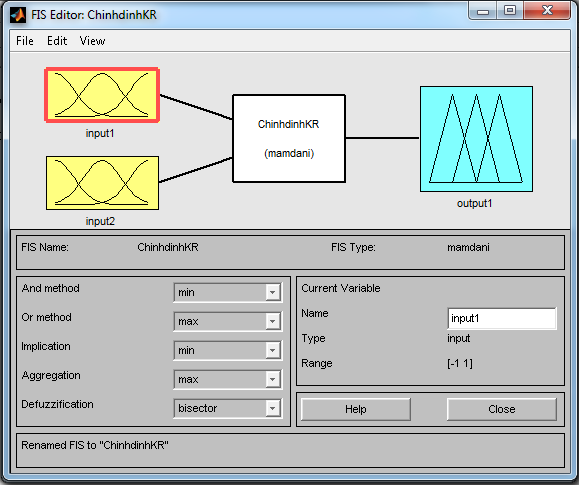 FIS Editor: ChinhdinhKR
File Edit View
input1
input2
ChinhdinhKR
(mamdani)
output1
FIS Name: ChinhdinhKR FIS Type: mamdani
And method min
Or method max
Implication min
Aggregation max
Defuzzification bisector
Current Variable
Name input1
Type input
Range [-1 1]
Help Close
Renamed FIS to "ChinhdinhKR"